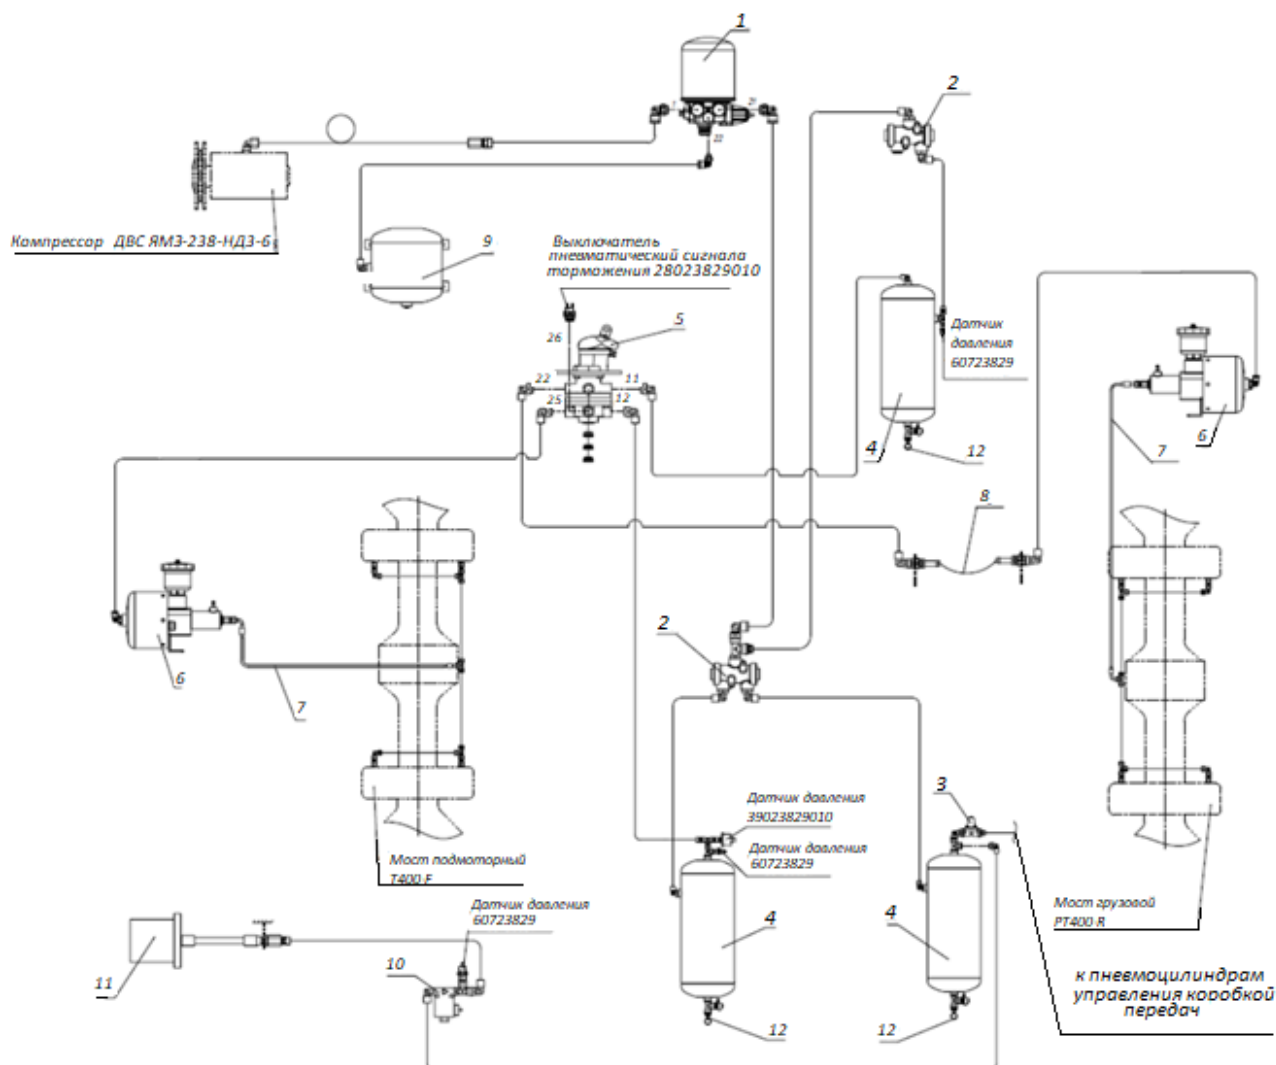 1
2
1
21
22
Компрессор ДВС ЯМЗ-238-НДЗ-6
9
Выключатель
пневматический сигнала
торможения 28023829010
5
26
22
11
25
12
Датчик
давления
60723829
4
12
6
7
8
6
7
2
3
Датчик давления
39023829010
Датчик давления
60723829
Мост подмоторный
Т400-F
Мост грузовой
РТ400-R
Датчик давления
60723829
4
4
10
11
12
12
к пневмоцилиндрам
управления коробкой
передач